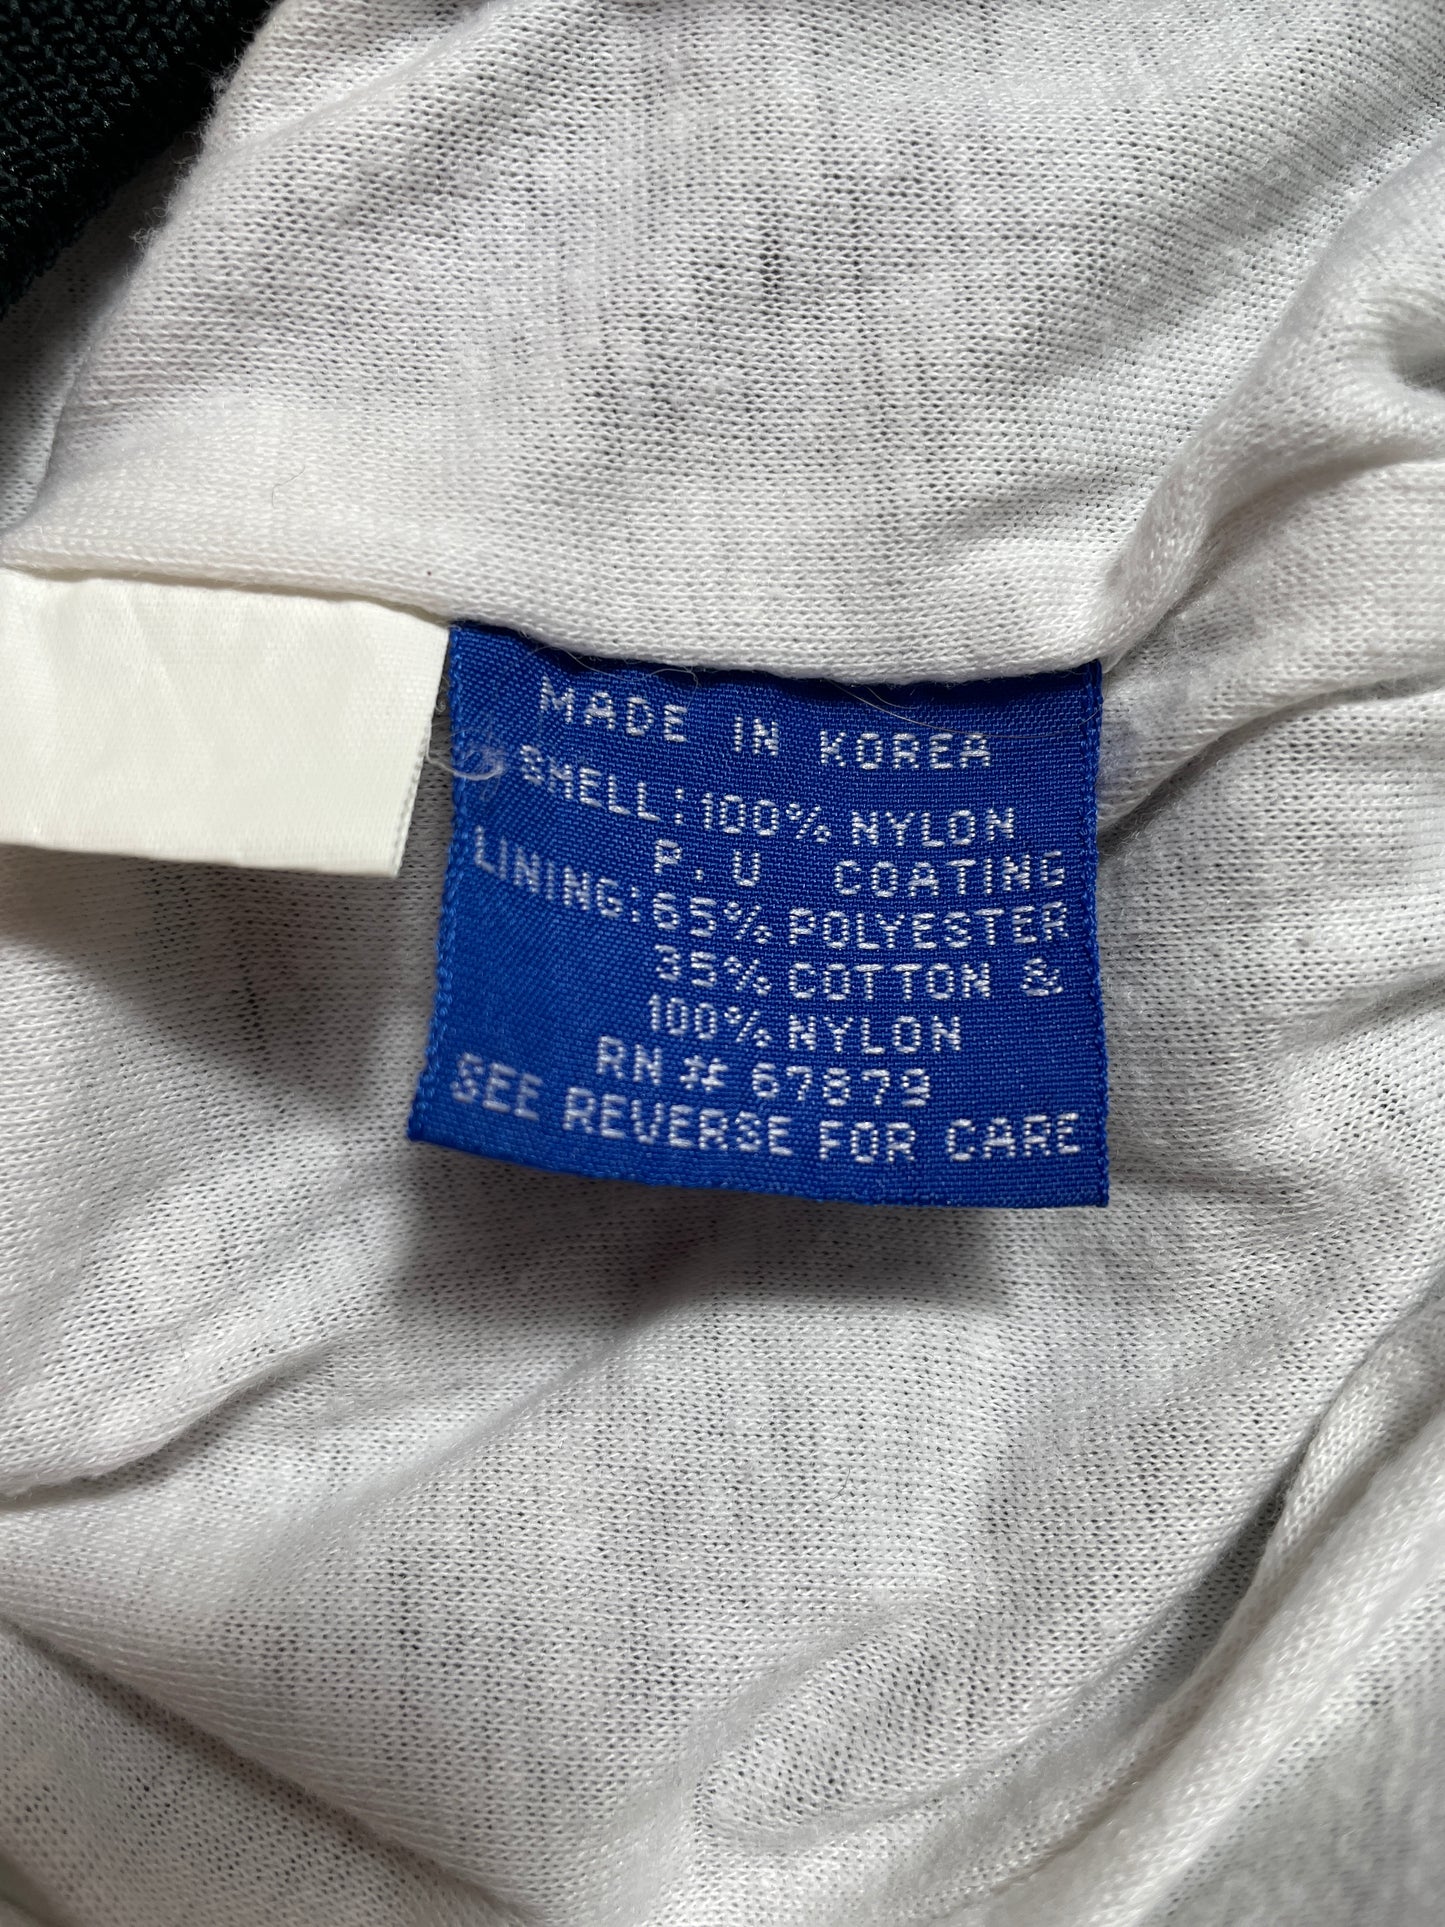 MADE IN KOREA
SHELL: 100% NYLON
P. U COATING
LINING: 65% POLYESTER
35% COTTON &
100% NYLON
RN # 67879
SEE REVERSE FOR CARE